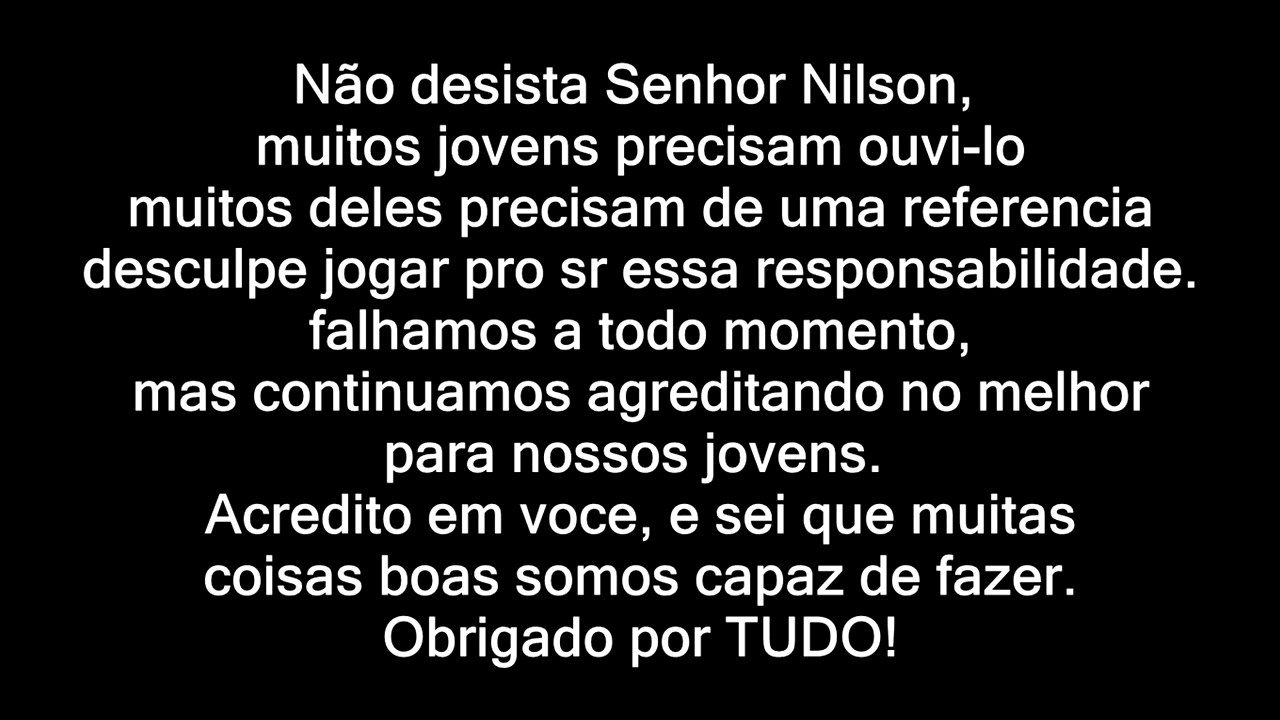 Não desista Senhor Nilson,
muitos jovens precisam ouvi-lo
muitos deles precisam de uma referencia
desculpe jogar pro sr essa responsabilidade.
falhamos a todo momento,
mas continuamos agreditando no melhor
para nossos jovens.
Acredito em voce, e sei que muitas
coisas boas somos capaz de fazer.
Obrigado por TUDO!